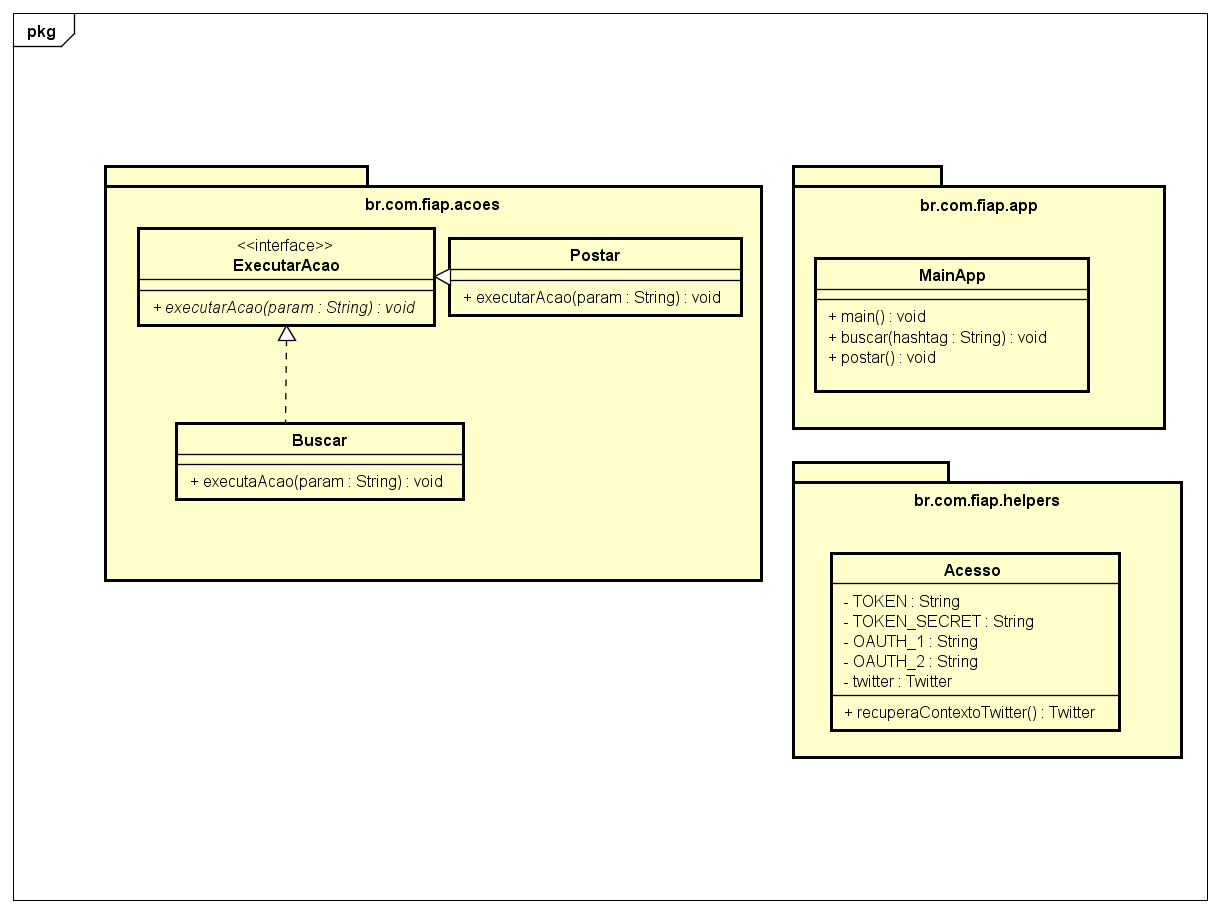 pkg
br.com.fiap.acoes
<<interface>>
ExecutarAcao
+ executarAcao(param : String) : void
Postar
+ executarAcao(param : String) : void
Buscar
+ executaAcao(param : String) : void
br.com.fiap.app
MainApp
+ main() : void
+ buscar(hashtag : String) : void
+ postar() : void
br.com.fiap.helpers
Acesso
- TOKEN : String
- TOKEN_SECRET : String
- OAUTH_1 : String
- OAUTH_2 : String
- twitter : Twitter
+ recuperaContextoTwitter() : Twitter